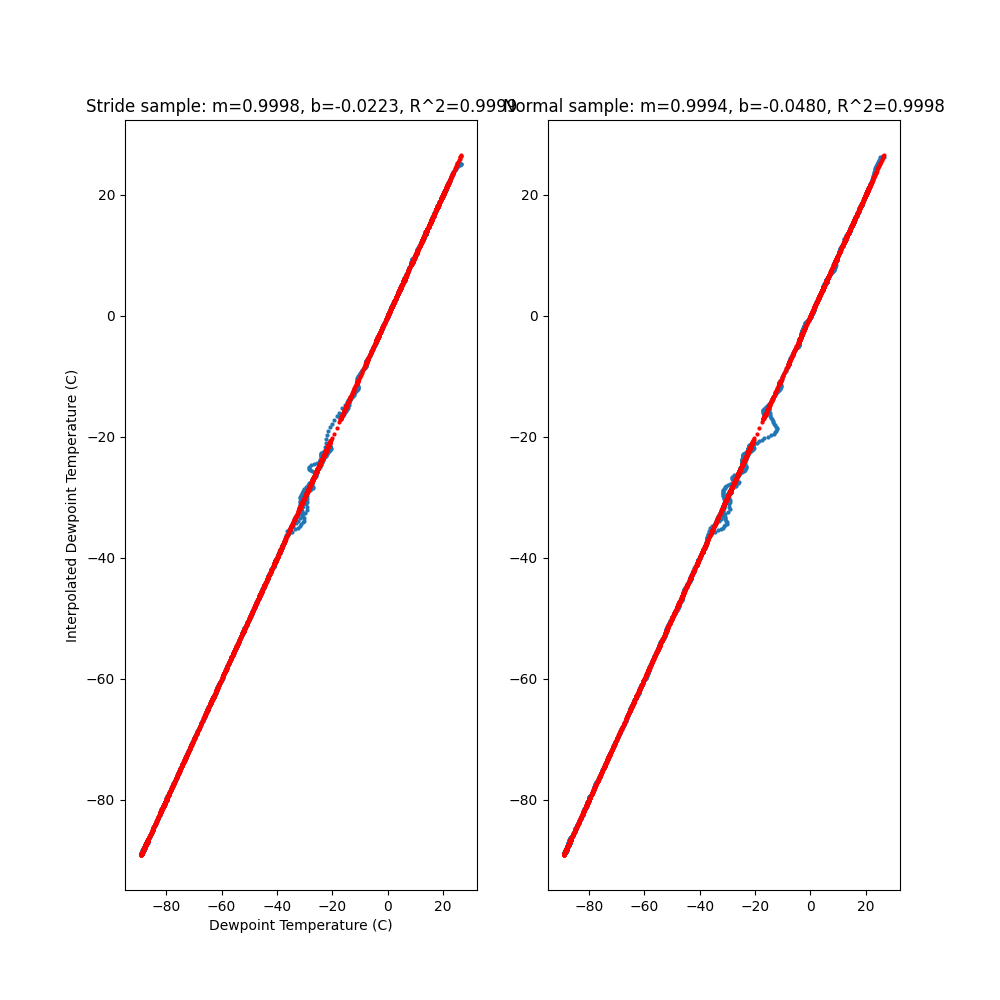 Stride sample: m=0.9998, b=-0.0223, R^2=0.9999
Normal sample: m=0.9994, b=-0.0480, R^2=0.9998
Interpolated Dewpoint Temperature (C)
20
0
−20
−40
−60
−80
−80 −60 −40 −20 0 20
Dewpoint Temperature (C)
20
0
−20
−40
−60
−80
−80 −60 −40 −20 0 20